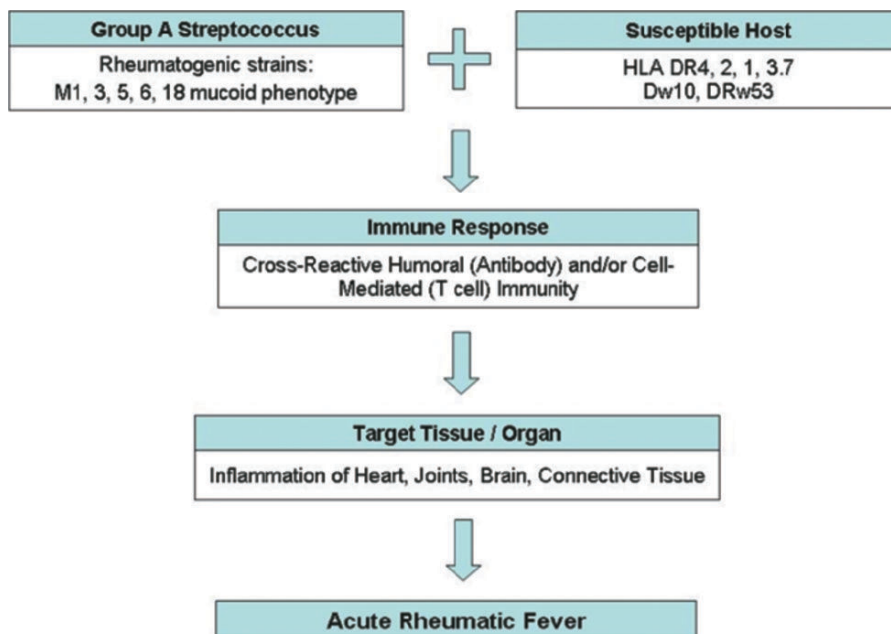 Group A Streptococcus
Rheumatogenic strains:
M1, 3, 5, 6, 18 mucoid phenotype
Susceptible Host
HLA DR4, 2, 1, 3.7
Dw10, DRw53
Immune Response
Cross-Reactive Humoral (Antibody) and/or Cell-
Mediated (T cell) Immunity
Target Tissue / Organ
Inflammation of Heart, Joints, Brain, Connective Tissue
Acute Rheumatic Fever